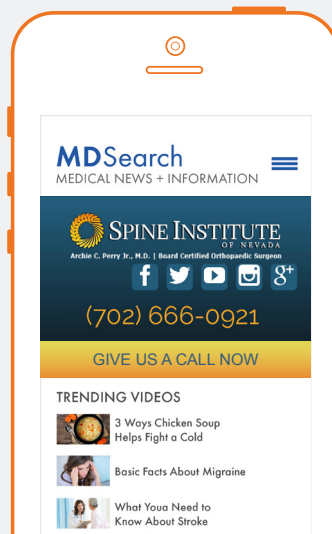 MDSearch
MEDICAL NEWS + INFORMATION
SPINE INSTITUTE
OF NEVADA
Archie C. Perry Jr., M.D. | Board Certified Orthopaedic Surgeon
f 8+
(702) 666-0921
GIVE US A CALL NOW
TRENDING VIDEOS
3 Ways Chicken Soup
Helps Fight a Cold
Basic Facts About Migraine
What Youa Need to
Know About Stroke